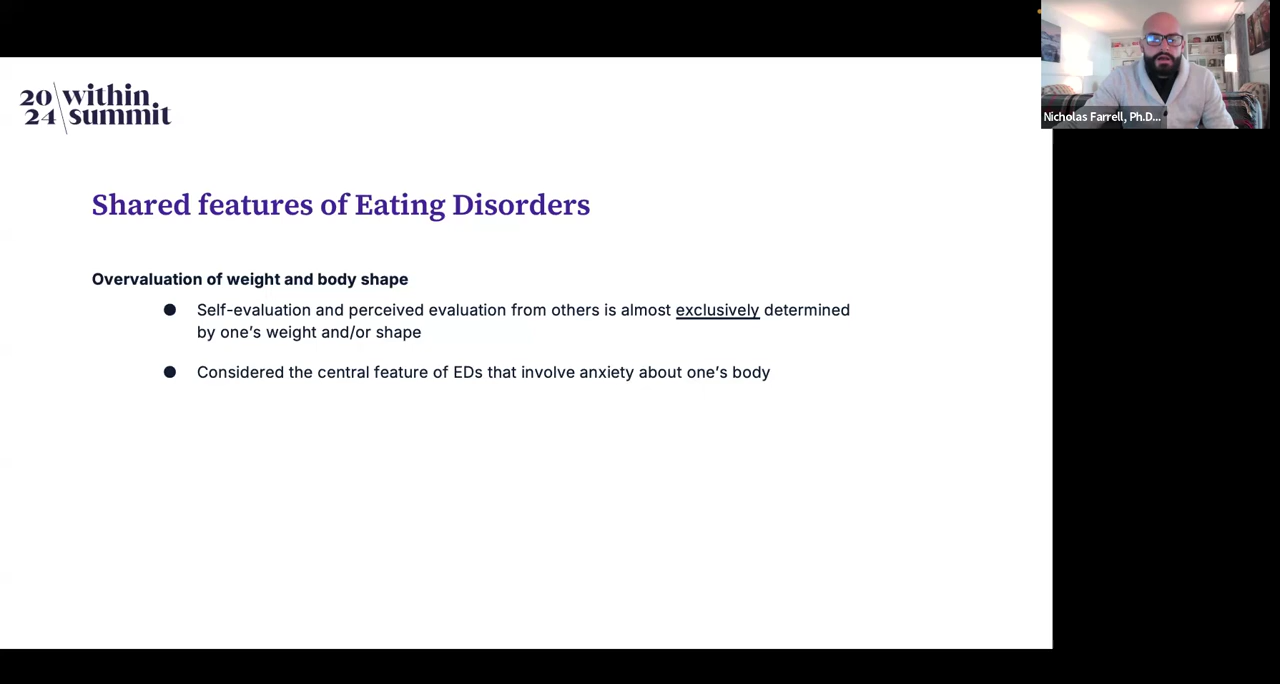 20 within
24 summit
Nicholas Farrell, Ph.D...
Shared features of Eating Disorders
Overvaluation of weight and body shape
● Self-evaluation and perceived evaluation from others is almost exclusively determined
by one’s weight and/or shape
● Considered the central feature of EDs that involve anxiety about one’s body